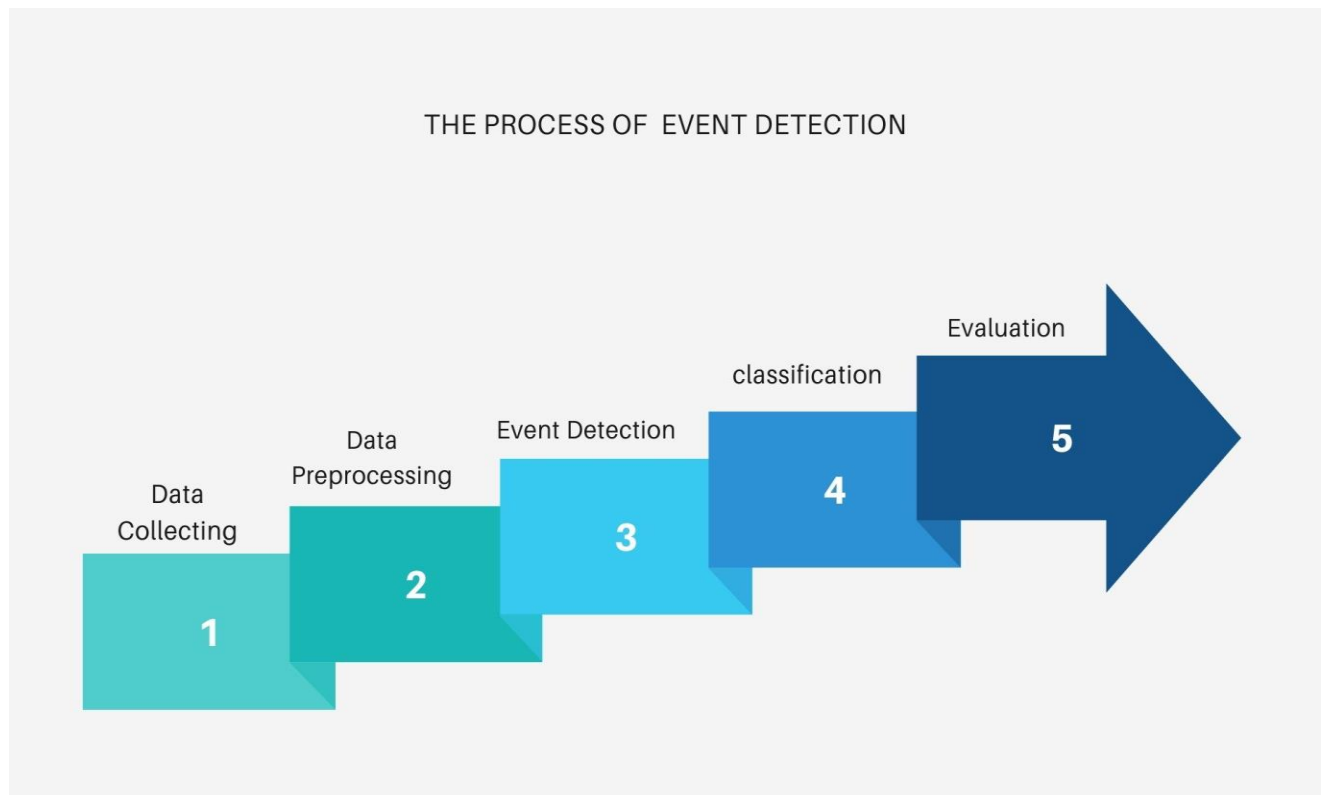 THE PROCESS OF EVENT DETECTION
Data
Collecting
1
Data
Preprocessing
2
Event Detection
3
classification
4
Evaluation
5